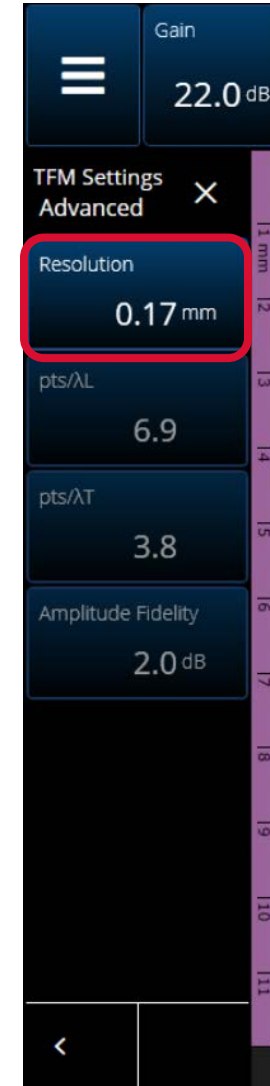 Gain
22.0 dB
TFM Settings
Advanced
Resolution
0.17 mm
pts/λL
6.9
pts/λT
3.8
Amplitude Fidelity
2.0 dB
1 mm
2
3
4
5
6
7
8
9
10
11